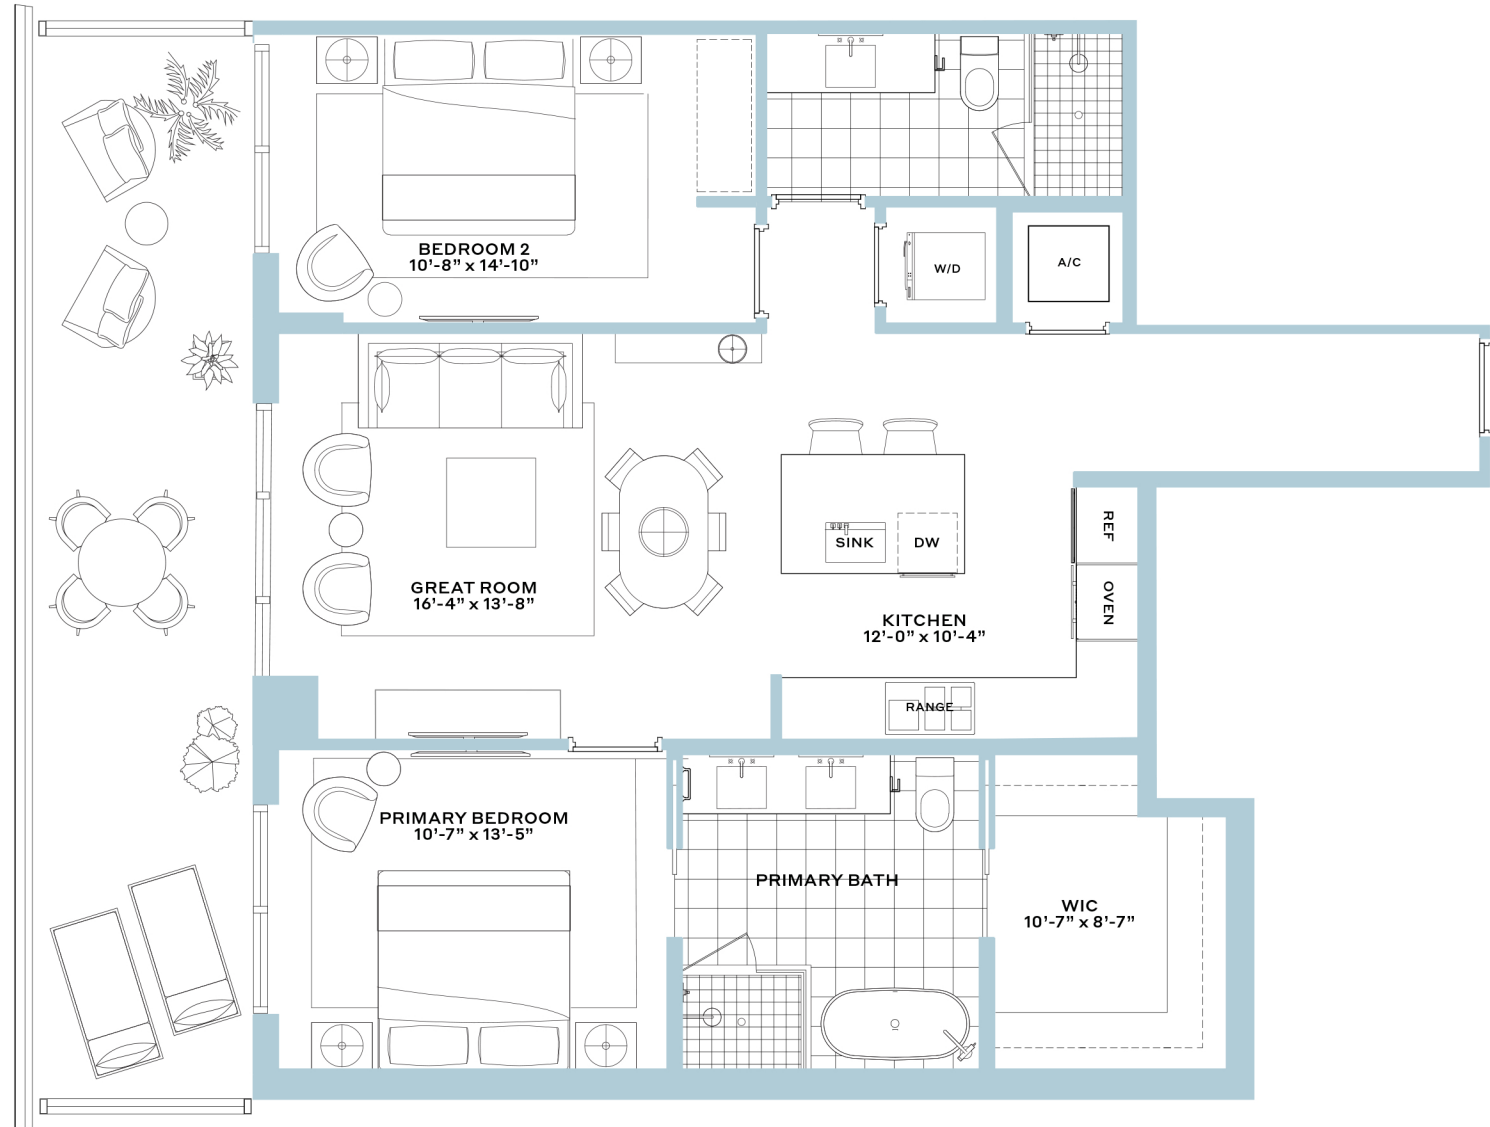 BEDROOM 2
10’-8” x 14’-10”
W/D
A/C
SINK
DW
REF
OVEN
GREAT ROOM
16’-4” x 13’-8”
KITCHEN
12’-0” x 10’-4”
RANGE
PRIMARY BEDROOM
10’-7” x 13’-5”
PRIMARY BATH
WIC
10’-7” x 8’-7”